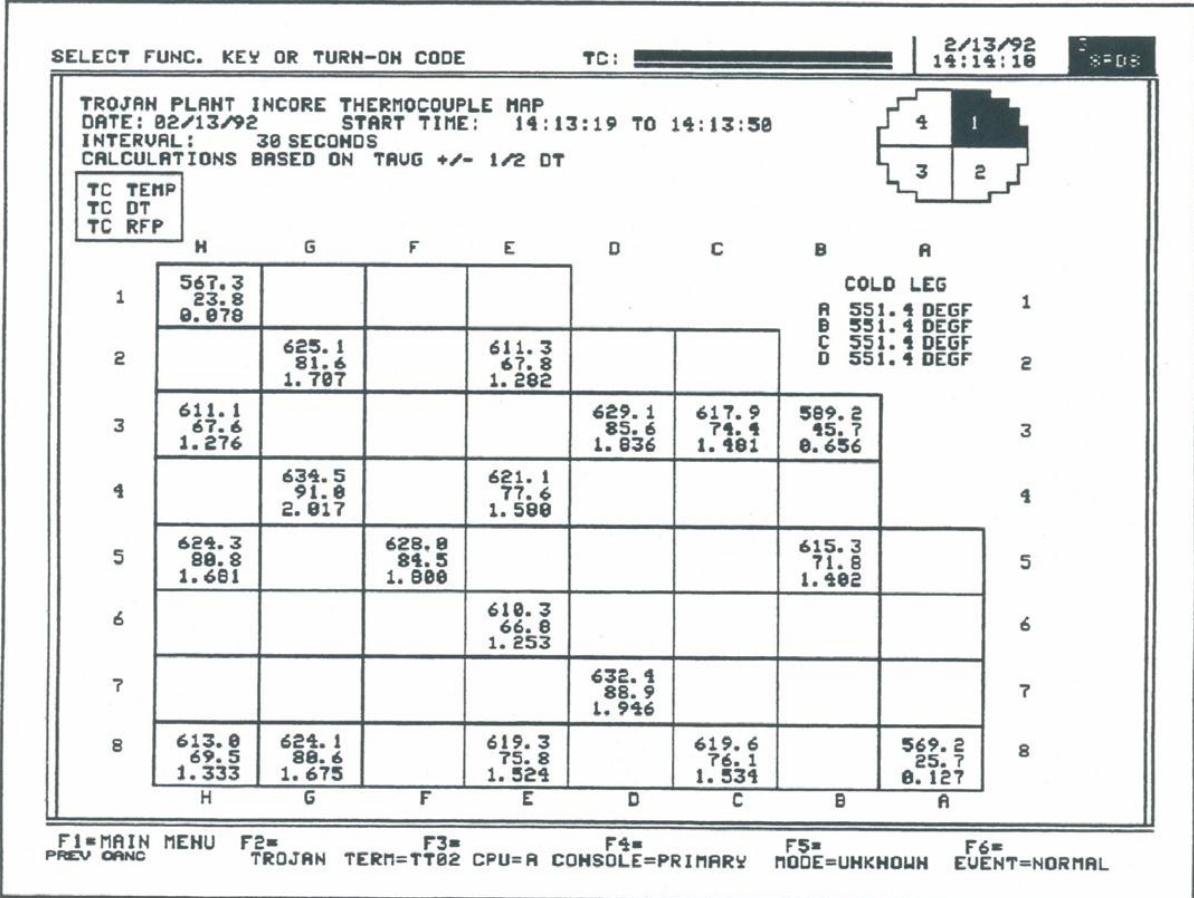 SELECT FUNC. KEY OR TURN-ON CODE TC: 2/13/92
14:14:10 SPDS
TROJAN PLANT INCORE THERMOCOUPLE MAP
DATE: 02/13/92 START TIME: 14:13:19 TO 14:13:50
INTERVAL: 30 SECONDS
CALCULATIONS BASED ON TAVG +/- 1/2 DT
4 1
3 2
TC TEMP
TC DT
TC RFP
H G F E D C B A
COLD LEG
A 551.4 DEGF
B 551.4 DEGF
C 551.4 DEGF
D 551.4 DEGF
1 567.3 1
23.8
0.078
2 625.1 611.3 2
81.6 67.8
1.707 1.282
3 611.1 629.1 617.9 589.2 3
67.6 85.6 74.4 45.7
1.276 1.836 1.481 0.656
4 634.5 621.1 4
91.0 77.6
2.017 1.580
5 624.3 628.0 615.3 5
80.8 84.5 71.8
1.681 1.800 1.402
6 610.3 6
66.8
1.253
7 632.4 7
88.9
1.946
8 613.0 624.1 619.3 619.6 569.2 8
69.5 80.6 75.8 76.1 25.7
1.333 1.675 1.524 1.534 0.127
H G F E D C B A
F1=MAIN MENU F2= F3= F4= F5= F6=
PREV CANC TROJAN TERM=TT02 CPU=A CONSOLE=PRIMARY MODE=UNKNOWN EVENT=NORMAL